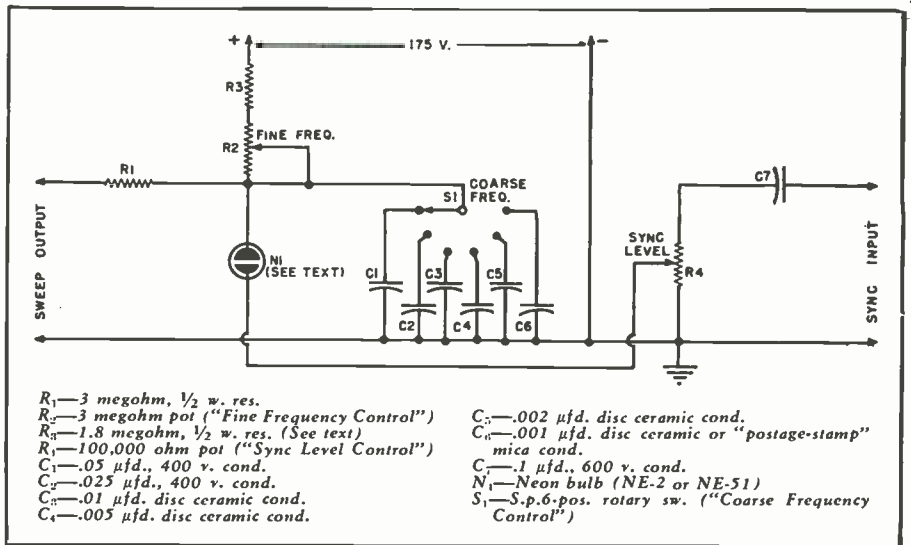 + 175 V. -
R3
FINE FREQ.
R2
R1
COARSE
FREQ.
S1
C7
SWEEP OUTPUT
N1
(SEE TEXT)
C1
C2
C3
C4
C5
C6
SYNC
LEVEL
R4
SYNC INPUT
R₁—3 megohm, ½ w. res.
R₂—3 megohm pot ("Fine Frequency Control")
R₃—1.8 megohm, ½ w. res. (See text)
R₄—100,000 ohm pot ("Sync Level Control")
C₁—.05 µfd., 400 v. cond.
C₂—.025 µfd., 400 v. cond.
C₃—.01 µfd. disc ceramic cond.
C₄—.005 µfd. disc ceramic cond.
C₅—.002 µfd. disc ceramic cond.
C₆—.001 µfd. disc ceramic or "postage-stamp"
mica cond.
C₇—.1 µfd., 600 v. cond.
N₁—Neon bulb (NE-2 or NE-51)
S₁—S.p.6-pos. rotary sw. ("Coarse Frequency
Control")